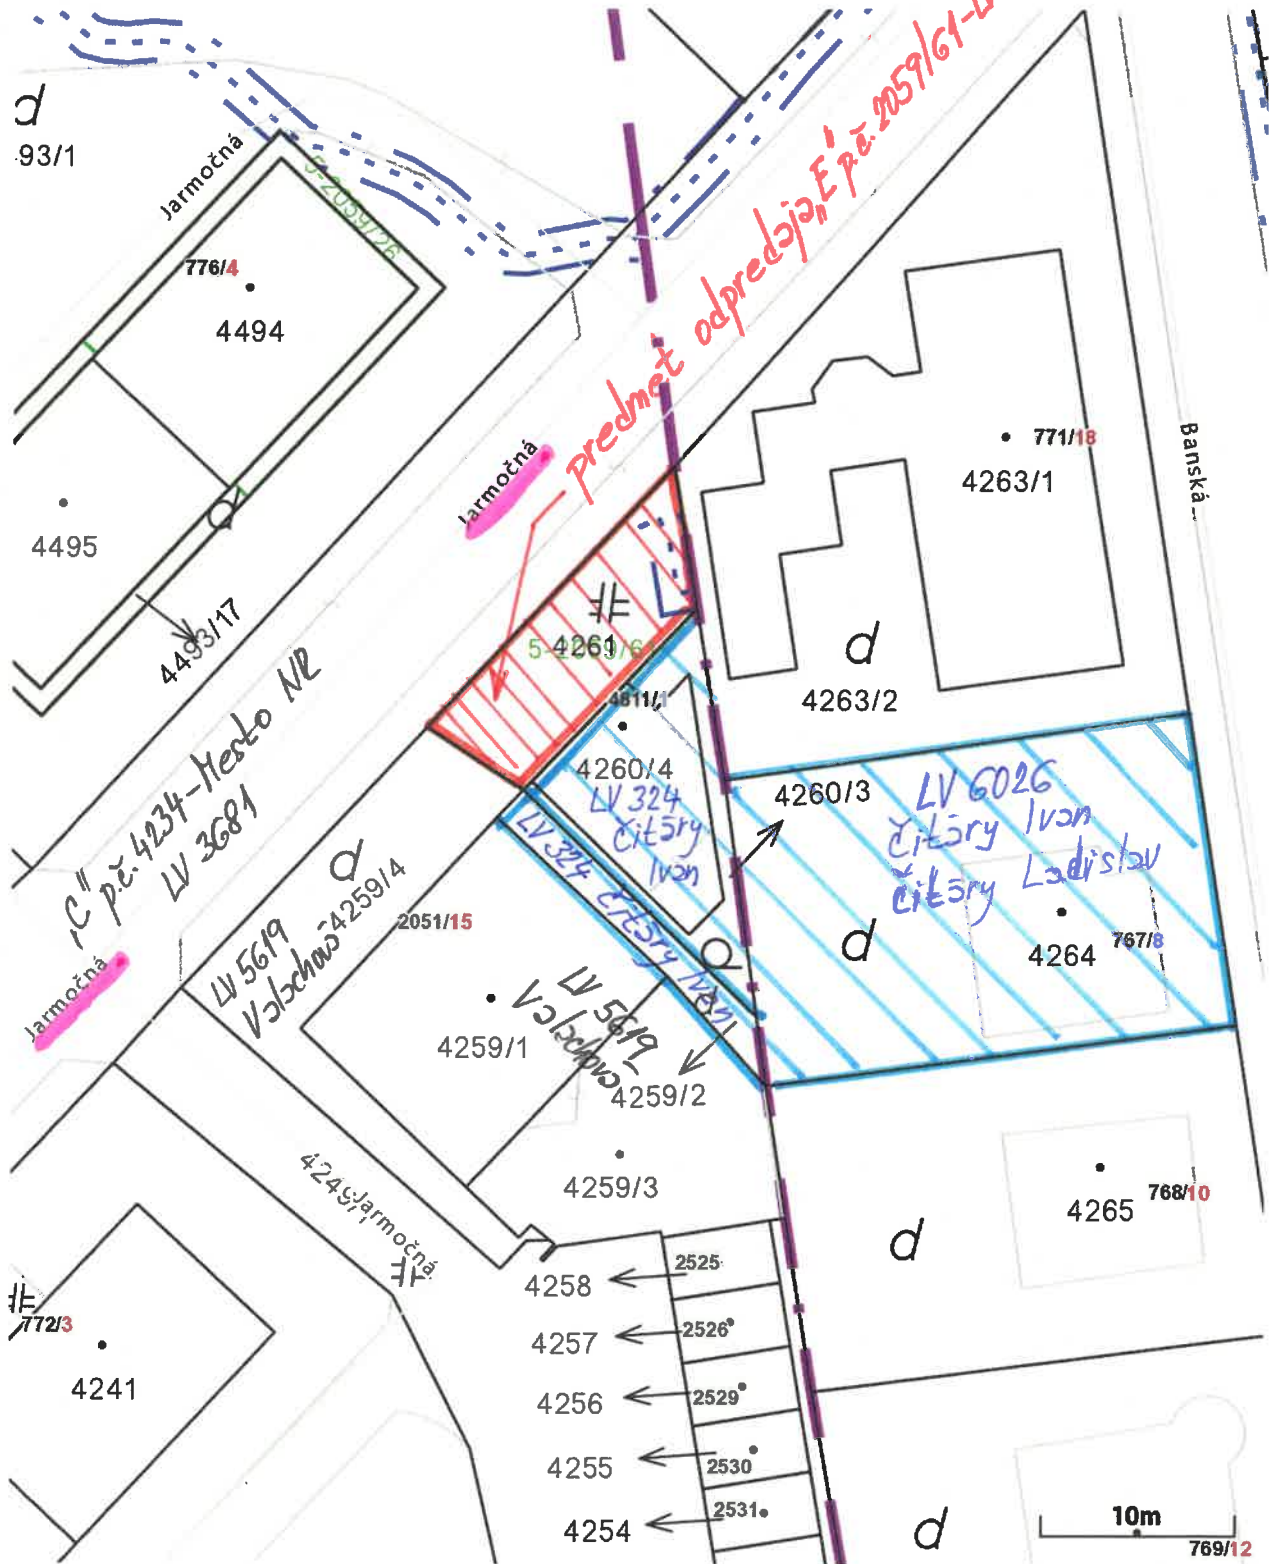 predmet odpredaja „E" p.č. 2059/61-
d
93/1
Jarmočná
5-2059/26
776/4
4494
4495
4493/17
Jarmočná
771/18
4263/1
Banská
4261
d
4263/2
4811/1
4260/4
LV 324
Čitáry
Ivan
4260/3
LV 6026
Čitáry Ivan
Čitáry Ladislav
d
4264
767/8
„C" p.č. 4234-Mesto NR
LV 3681
LV 324 Čitáry Ivan
d
4259/4
LV 5619
Valachová
2051/15
4259/1
LV 5619
Valachová
4259/2
Jarmočná
4259/3
Jarmočná
4265
768/10
d
772/3
4241
4258
2525
4257
2526
4256
2529
4255
2530
4254
2531
d
10m
769/12